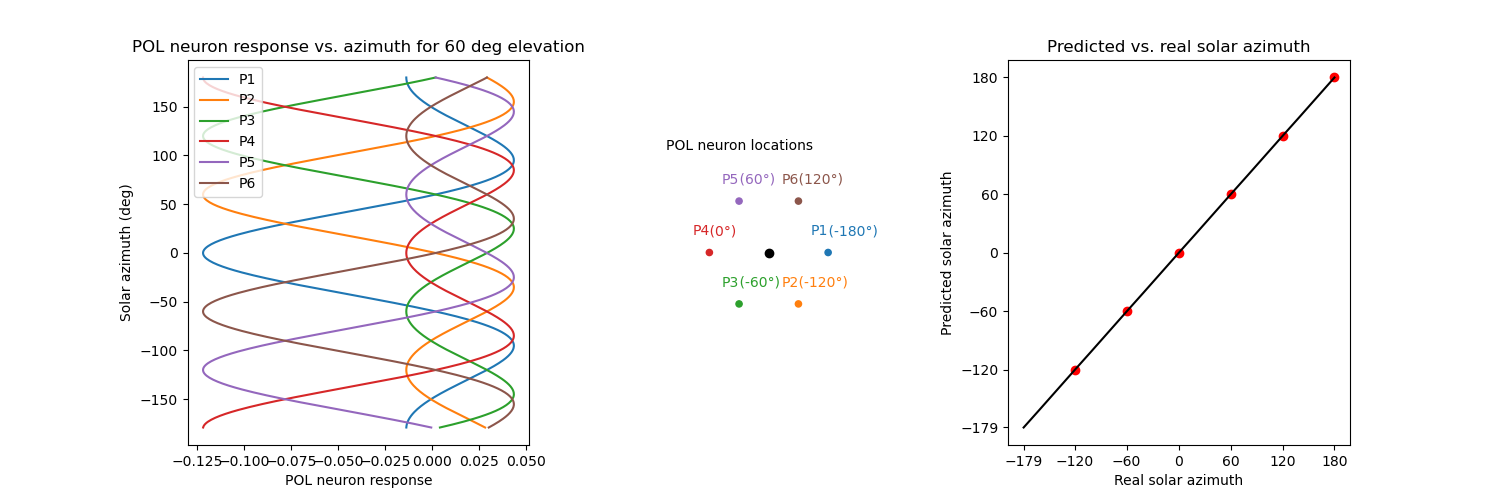 POL neuron response vs. azimuth for 60 deg elevation
P1
P2
P3
P4
P5
P6
150
100
50
0
−50
−100
−150
Solar azimuth (deg)
−0.125 −0.100 −0.075 −0.050 −0.025 0.000 0.025 0.050
POL neuron response
POL neuron locations
P5(60°) P6(120°)
P4(0°) P1(-180°)
P3(-60°) P2(-120°)
Predicted vs. real solar azimuth
180
120
60
0
−60
−120
−179
Predicted solar azimuth
−179 −120 −60 0 60 120 180
Real solar azimuth